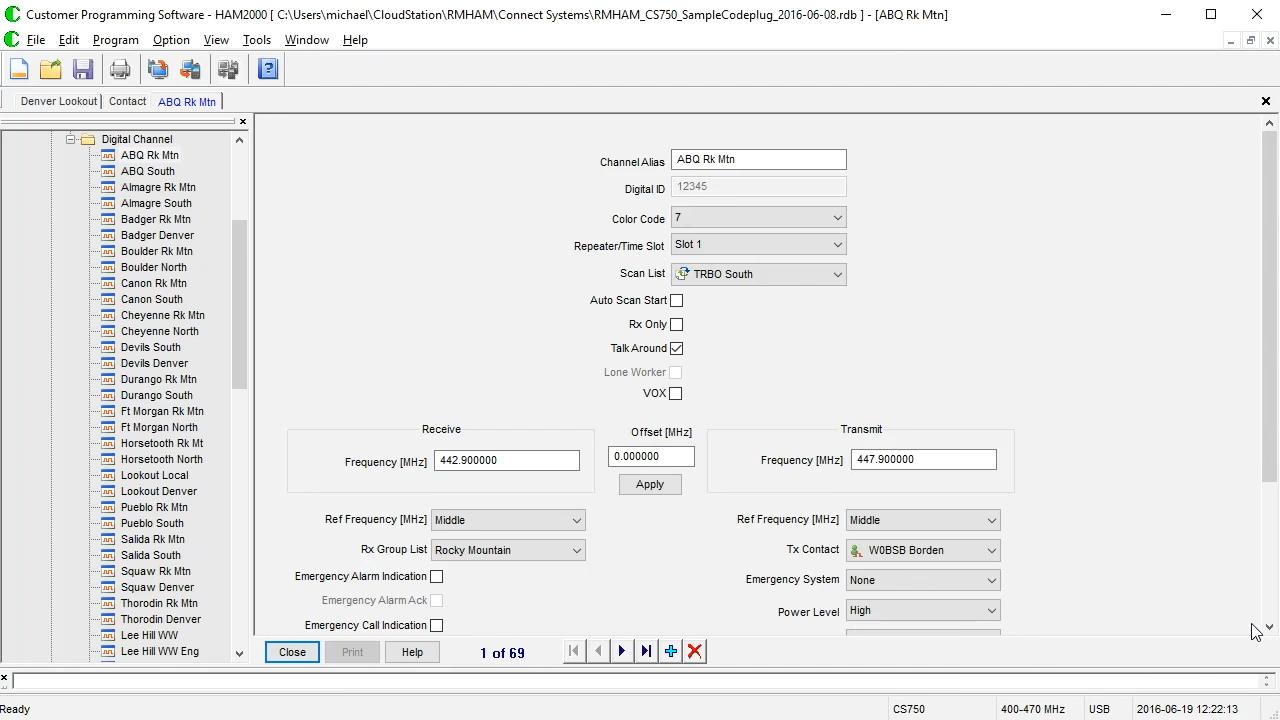 Customer Programming Software - HAM2000 [ C:\Users\michael\CloudStation\RMHAM\Connect Systems\RMHAM_CS750_SampleCodeplug_2016-06-08.rdb ] - [ABQ Rk Mtn]
File Edit Program Option View Tools Window Help
Denver Lookout Contact ABQ Rk Mtn
Digital Channel
ABQ Rk Mtn
ABQ South
Almagre Rk Mtn
Almagre South
Badger Rk Mtn
Badger Denver
Boulder Rk Mtn
Boulder North
Canon Rk Mtn
Canon South
Cheyenne Rk Mtn
Cheyenne North
Devils South
Devils Denver
Durango Rk Mtn
Durango South
Ft Morgan Rk Mtn
Ft Morgan North
Horsetooth Rk Mt
Horsetooth North
Lookout Local
Lookout Denver
Pueblo Rk Mtn
Pueblo South
Salida Rk Mtn
Salida South
Squaw Rk Mtn
Squaw Denver
Thorodin Rk Mtn
Thorodin Denver
Lee Hill WW
Lee Hill WW Eng
Channel Alias ABQ Rk Mtn
Digital ID 12345
Color Code 7
Repeater/Time Slot Slot 1
Scan List TRBO South
Auto Scan Start
Rx Only
Talk Around
Lone Worker
VOX
Receive Offset [MHz] Transmit
Frequency [MHz] 442.900000 0.000000 Frequency [MHz] 447.900000
Apply
Ref Frequency [MHz] Middle Ref Frequency [MHz] Middle
Rx Group List Rocky Mountain Tx Contact W0BSB Borden
Emergency Alarm Indication Emergency System None
Emergency Alarm Ack Power Level High
Emergency Call Indication
Close Print Help 1 of 69
Ready CS750 400-470 MHz USB 2016-06-19 12:22:13